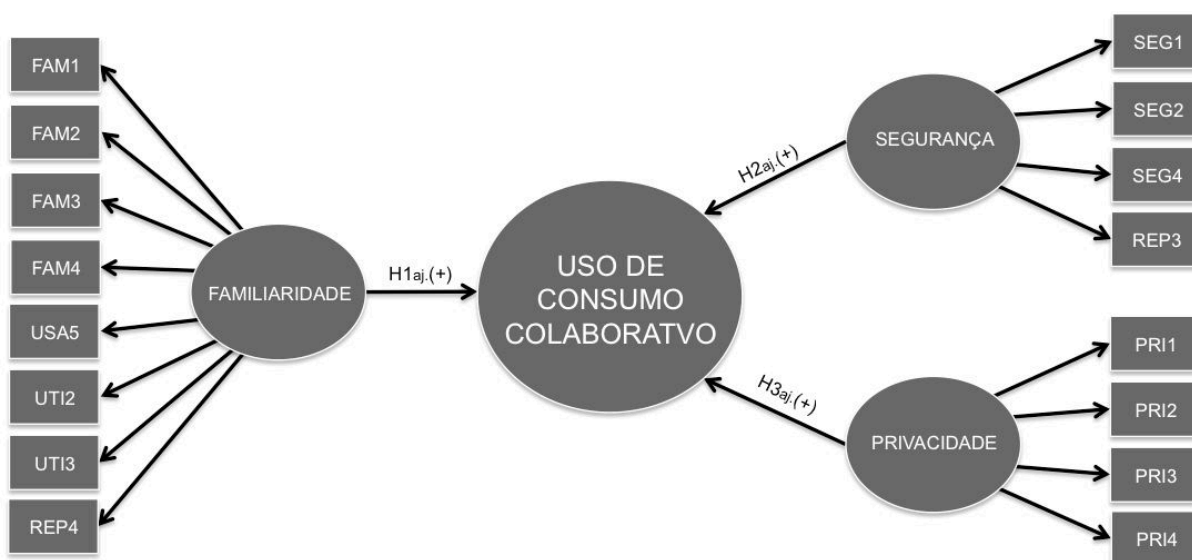 FAM1
FAM2
FAM3
FAM4
USA5
UTI2
UTI3
REP4
FAMILIARIDADE
H1aj.(+)
USO DE
CONSUMO
COLABORATVO
H2aj.(+)
H3aj.(+)
SEGURANÇA
PRIVACIDADE
SEG1
SEG2
SEG4
REP3
PRI1
PRI2
PRI3
PRI4